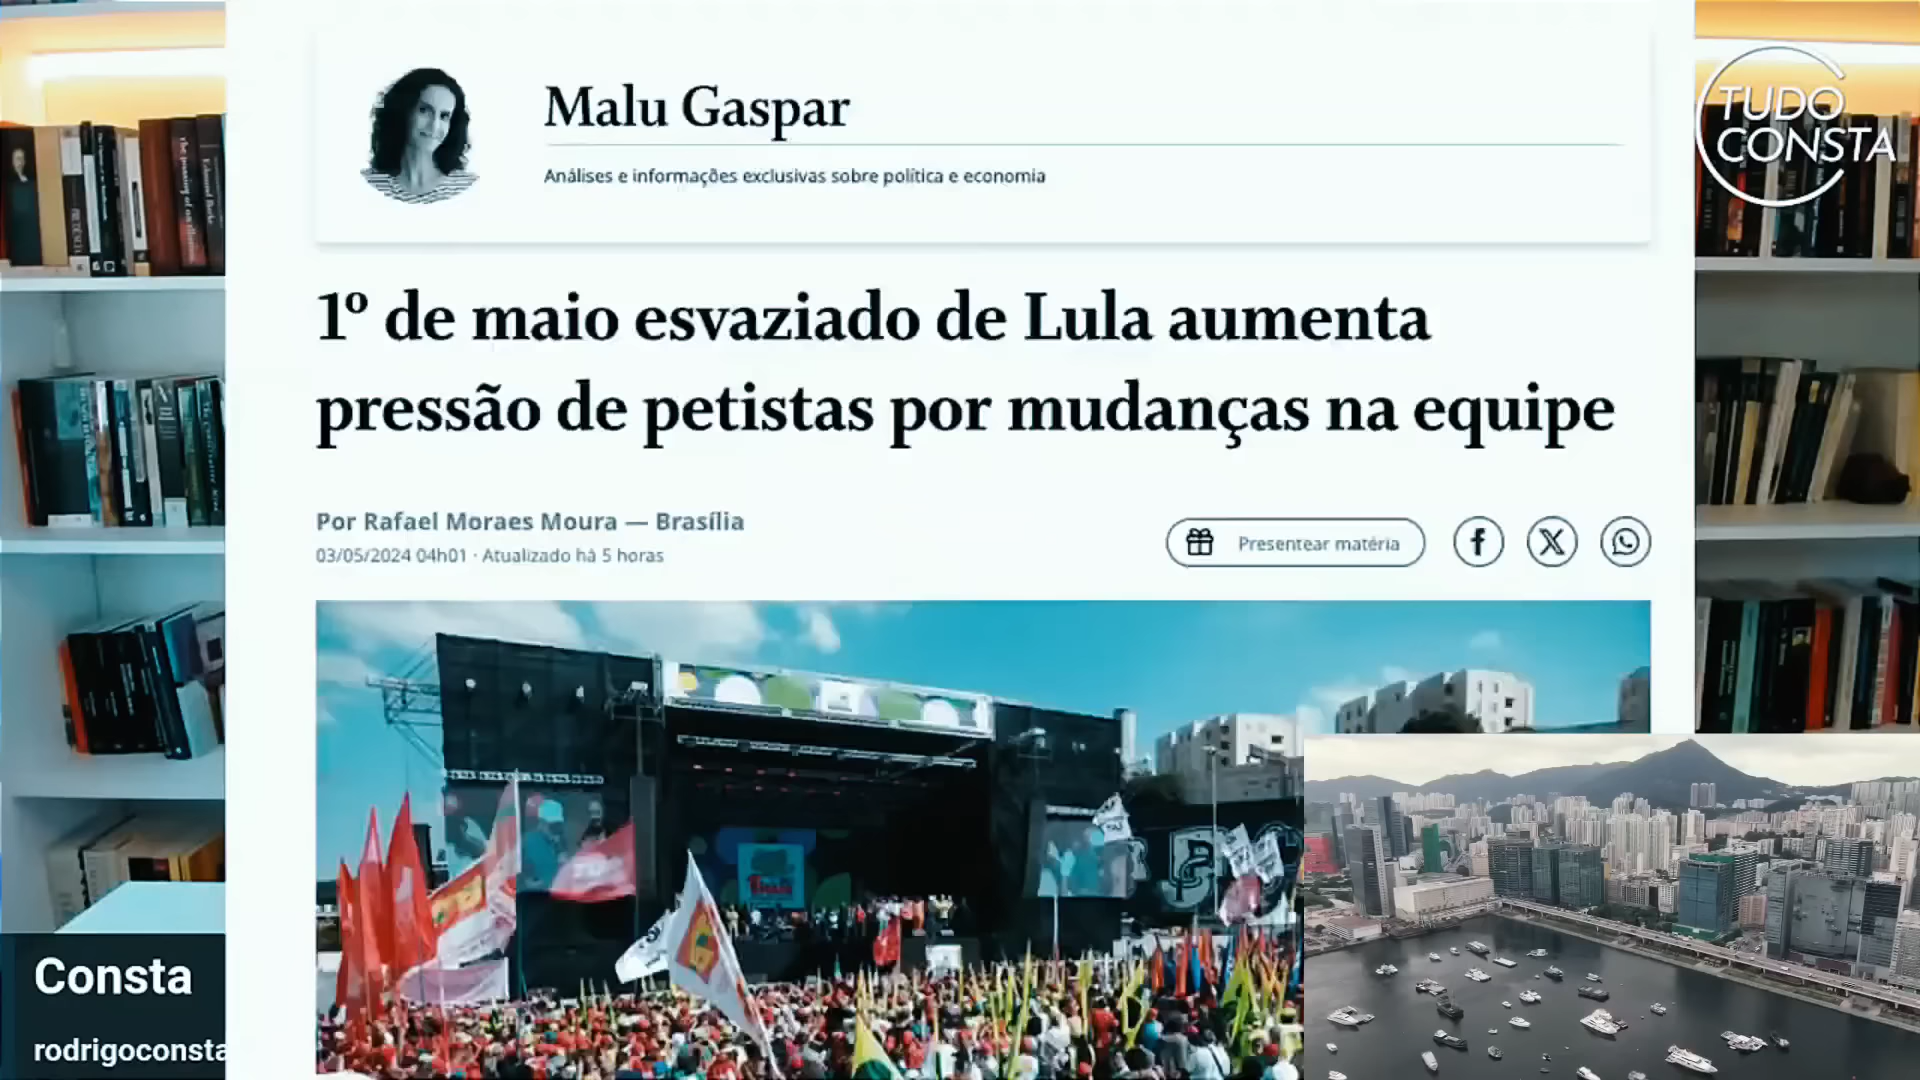 TUDO
CONSTA
Malu Gaspar
Análises e informações exclusivas sobre política e economia
1º de maio esvaziado de Lula aumenta
pressão de petistas por mudanças na equipe
Por Rafael Moraes Moura — Brasília
03/05/2024 04h01 · Atualizado há 5 horas
Presentear matéria
Consta
rodrigoconsta